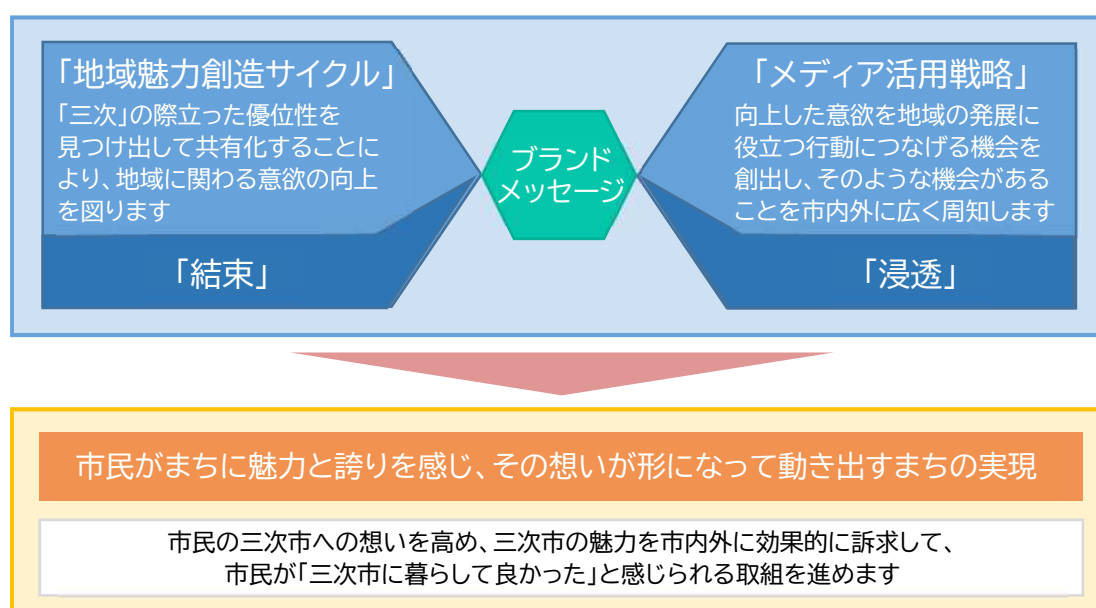 「地域魅力創造サイクル」
「三次」の際立った優位性を
見つけ出して共有化することに
より、地域に関わる意欲の向上
を図ります
「結束」
ブランド
メッセージ
「メディア活用戦略」
向上した意欲を地域の発展に
役立つ行動につなげる機会を
創出し、そのような機会がある
ことを市内外に広く周知します
「浸透」
市民がまちに魅力と誇りを感じ、その想いが形になって動き出すまちの実現
市民の三次市への想いを高め、三次市の魅力を市内外に効果的に訴求して、
市民が「三次市に暮らして良かった」と感じられる取組を進めます